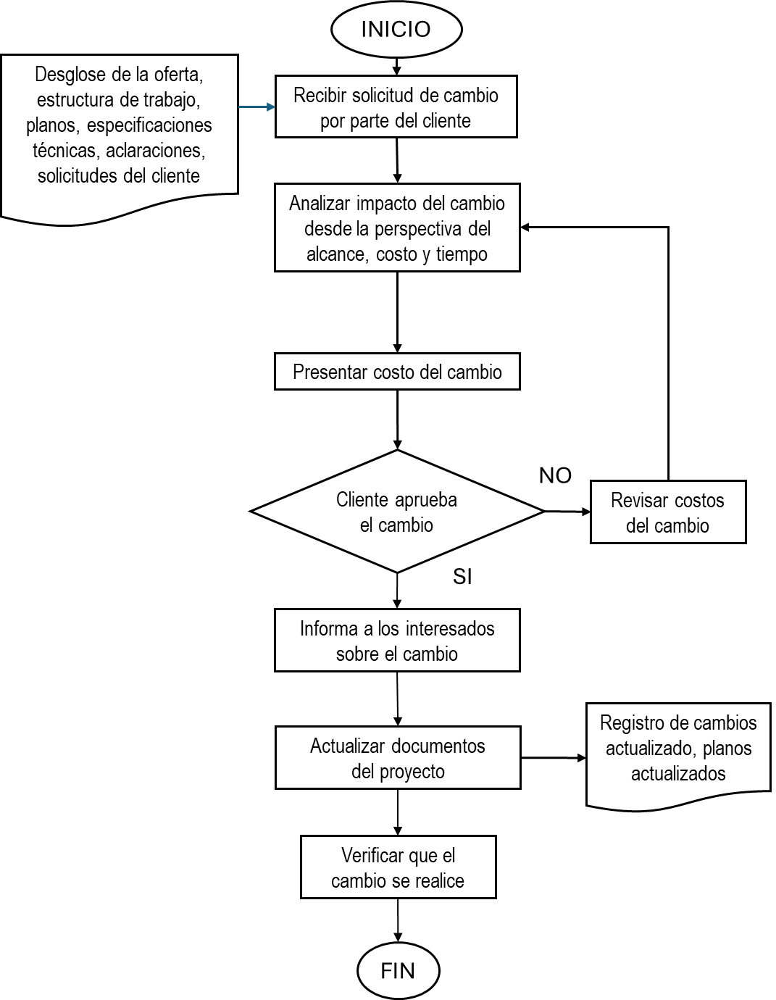 INICIO
Desglose de la oferta,
estructura de trabajo,
planos, especificaciones
técnicas, aclaraciones,
solicitudes del cliente
Recibir solicitud de cambio
por parte del cliente
Analizar impacto del cambio
desde la perspectiva del
alcance, costo y tiempo
Presentar costo del cambio
Cliente aprueba
el cambio
NO
Revisar costos
del cambio
SI
Informa a los interesados
sobre el cambio
Actualizar documentos
del proyecto
Registro de cambios
actualizado, planos
actualizados
Verificar que el
cambio se realice
FIN